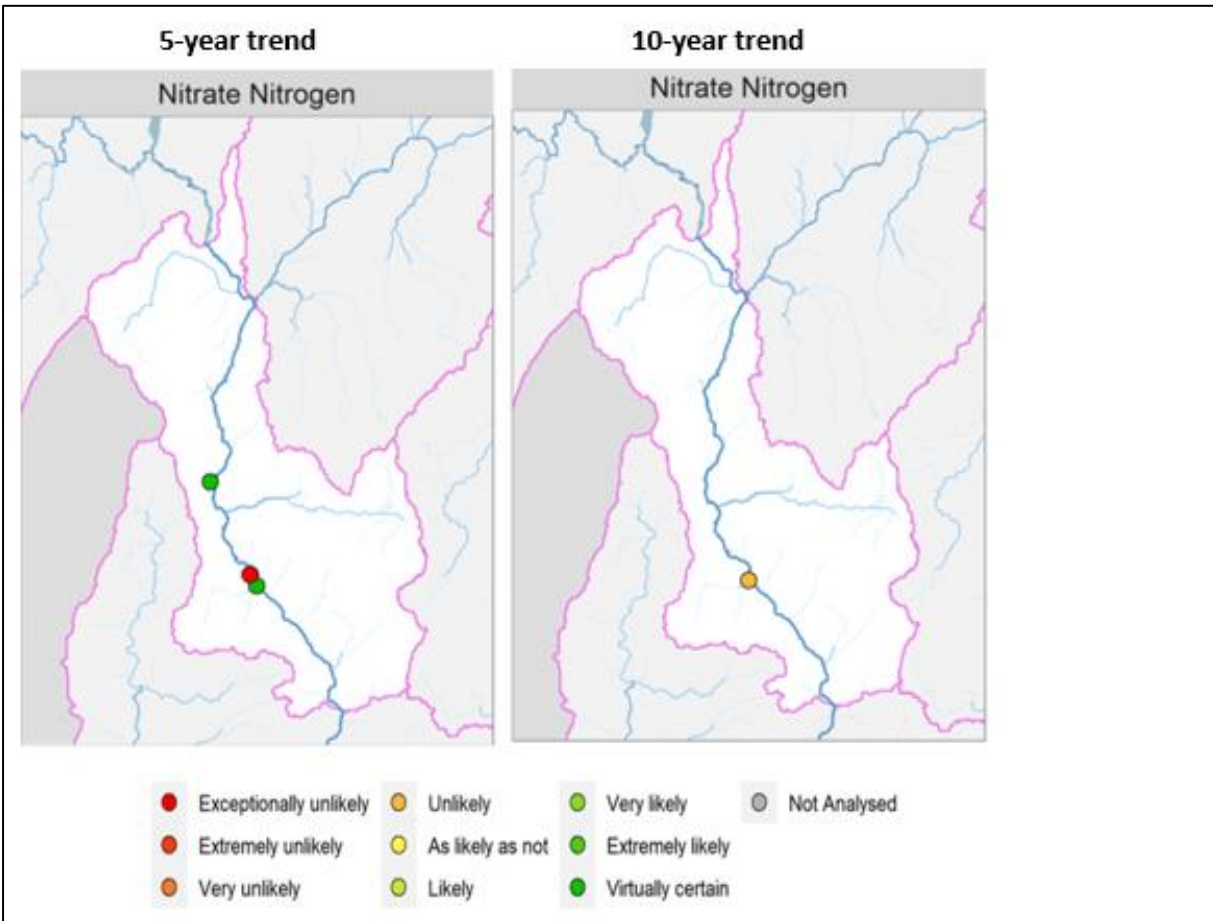 5-year trend
10-year trend
Nitrate Nitrogen
Nitrate Nitrogen
Exceptionally unlikely
Unlikely
Very likely
Not Analysed
Extremely unlikely
As likely as not
Extremely likely
Very unlikely
Likely
Virtually certain